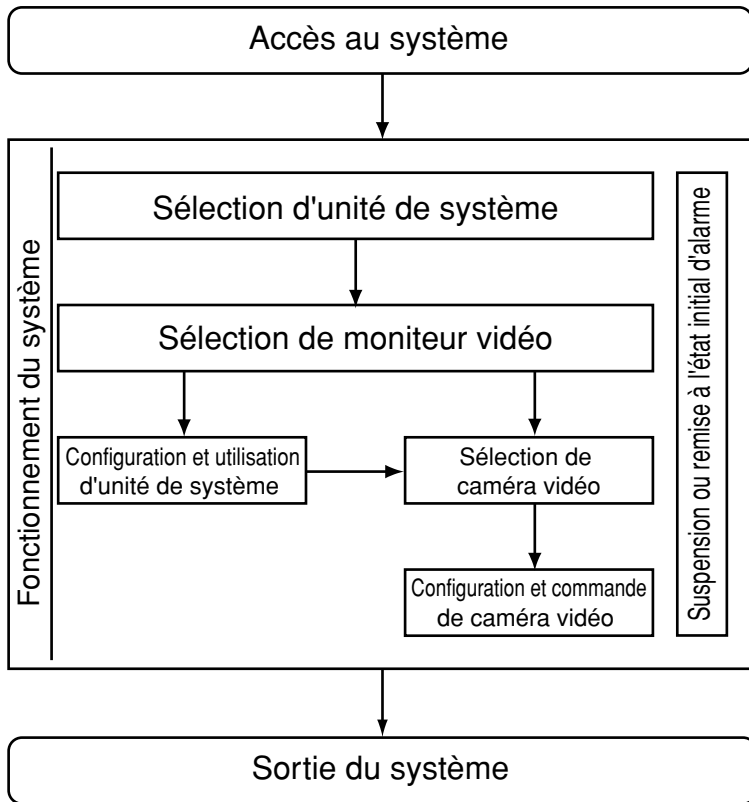 Accès au système
Fonctionnement du système
Sélection d'unité de système
Sélection de moniteur vidéo
Configuration et utilisation
d'unité de système
Sélection de
caméra vidéo
Configuration et commande
de caméra vidéo
Suspension ou remise à l'état initial d'alarme
Sortie du système